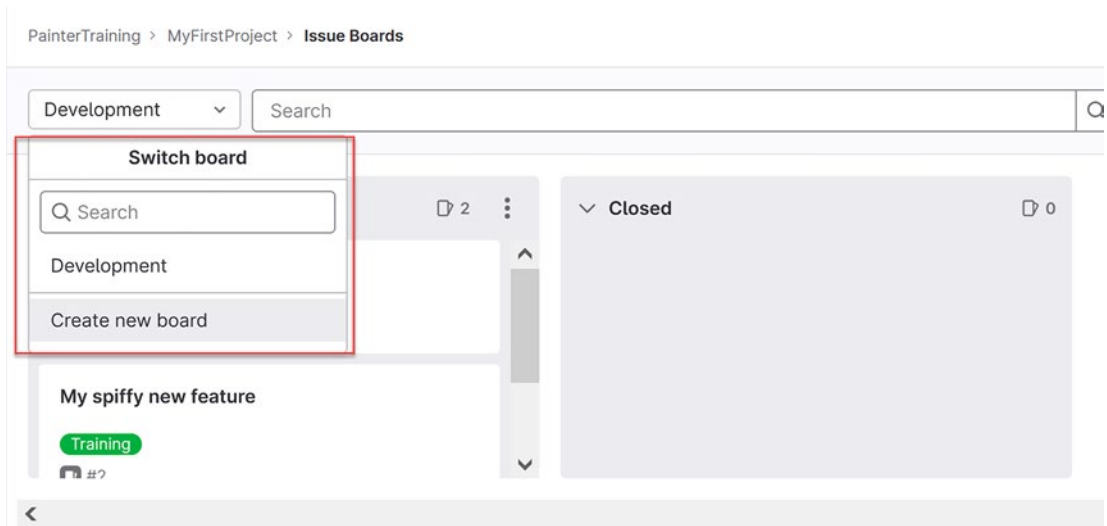 PainterTraining > MyFirstProject > Issue Boards
Development
Search
Switch board
Search
Development
Create new board
2
Closed
0
My spiffy new feature
Training
#2